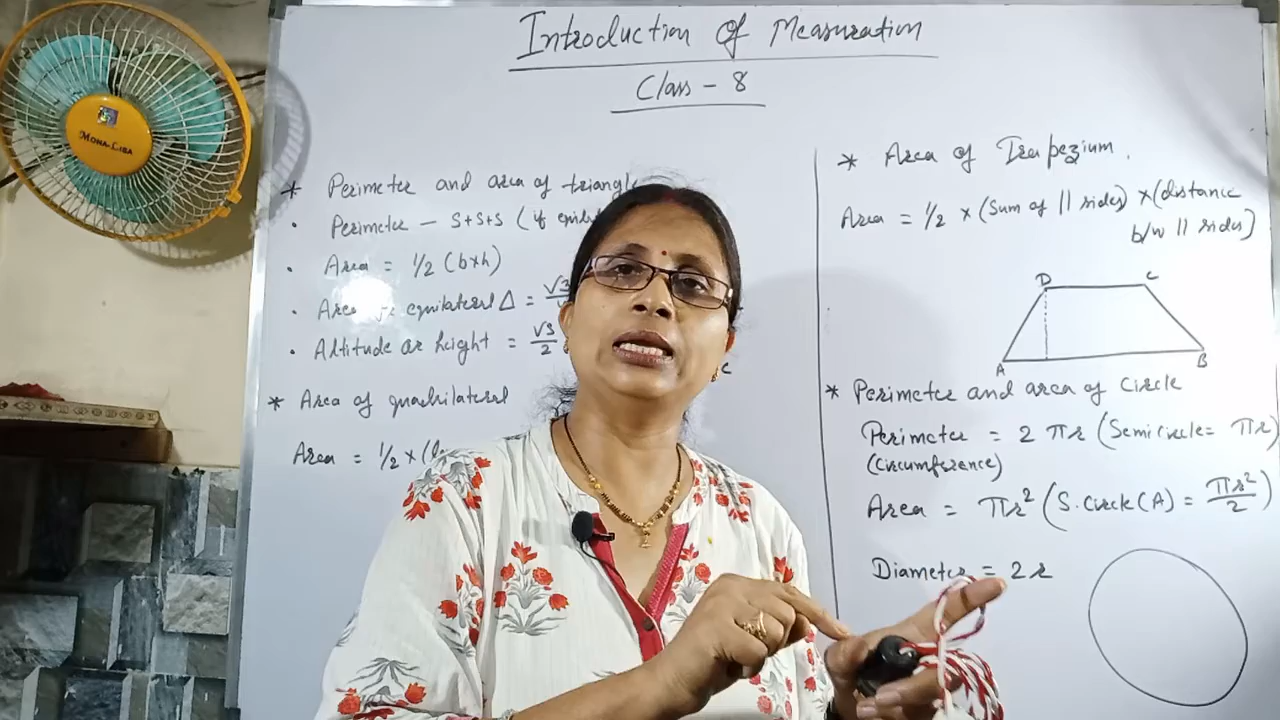 Introduction Of Mensuration
Class - 8
MONA-LISA
* Perimeter and area of triangle
· Perimeter - S+S+S (if equil
· Area = 1/2 (b×h)
· Area equilateral Δ = √3
· Altitude or height = √3/2
* Area of quadrilateral
Area = 1/2 × (
* Area of Trapezium.
Area = 1/2 × (Sum of || sides) × (distance
b/w || sides)
D C
A B
* Perimeter and area of Circle
Perimeter = 2 πr (Semicircle = πr)
(Circumference)
Area = πr² (S.Circle(A) = πr²/2)
Diameter = 2r